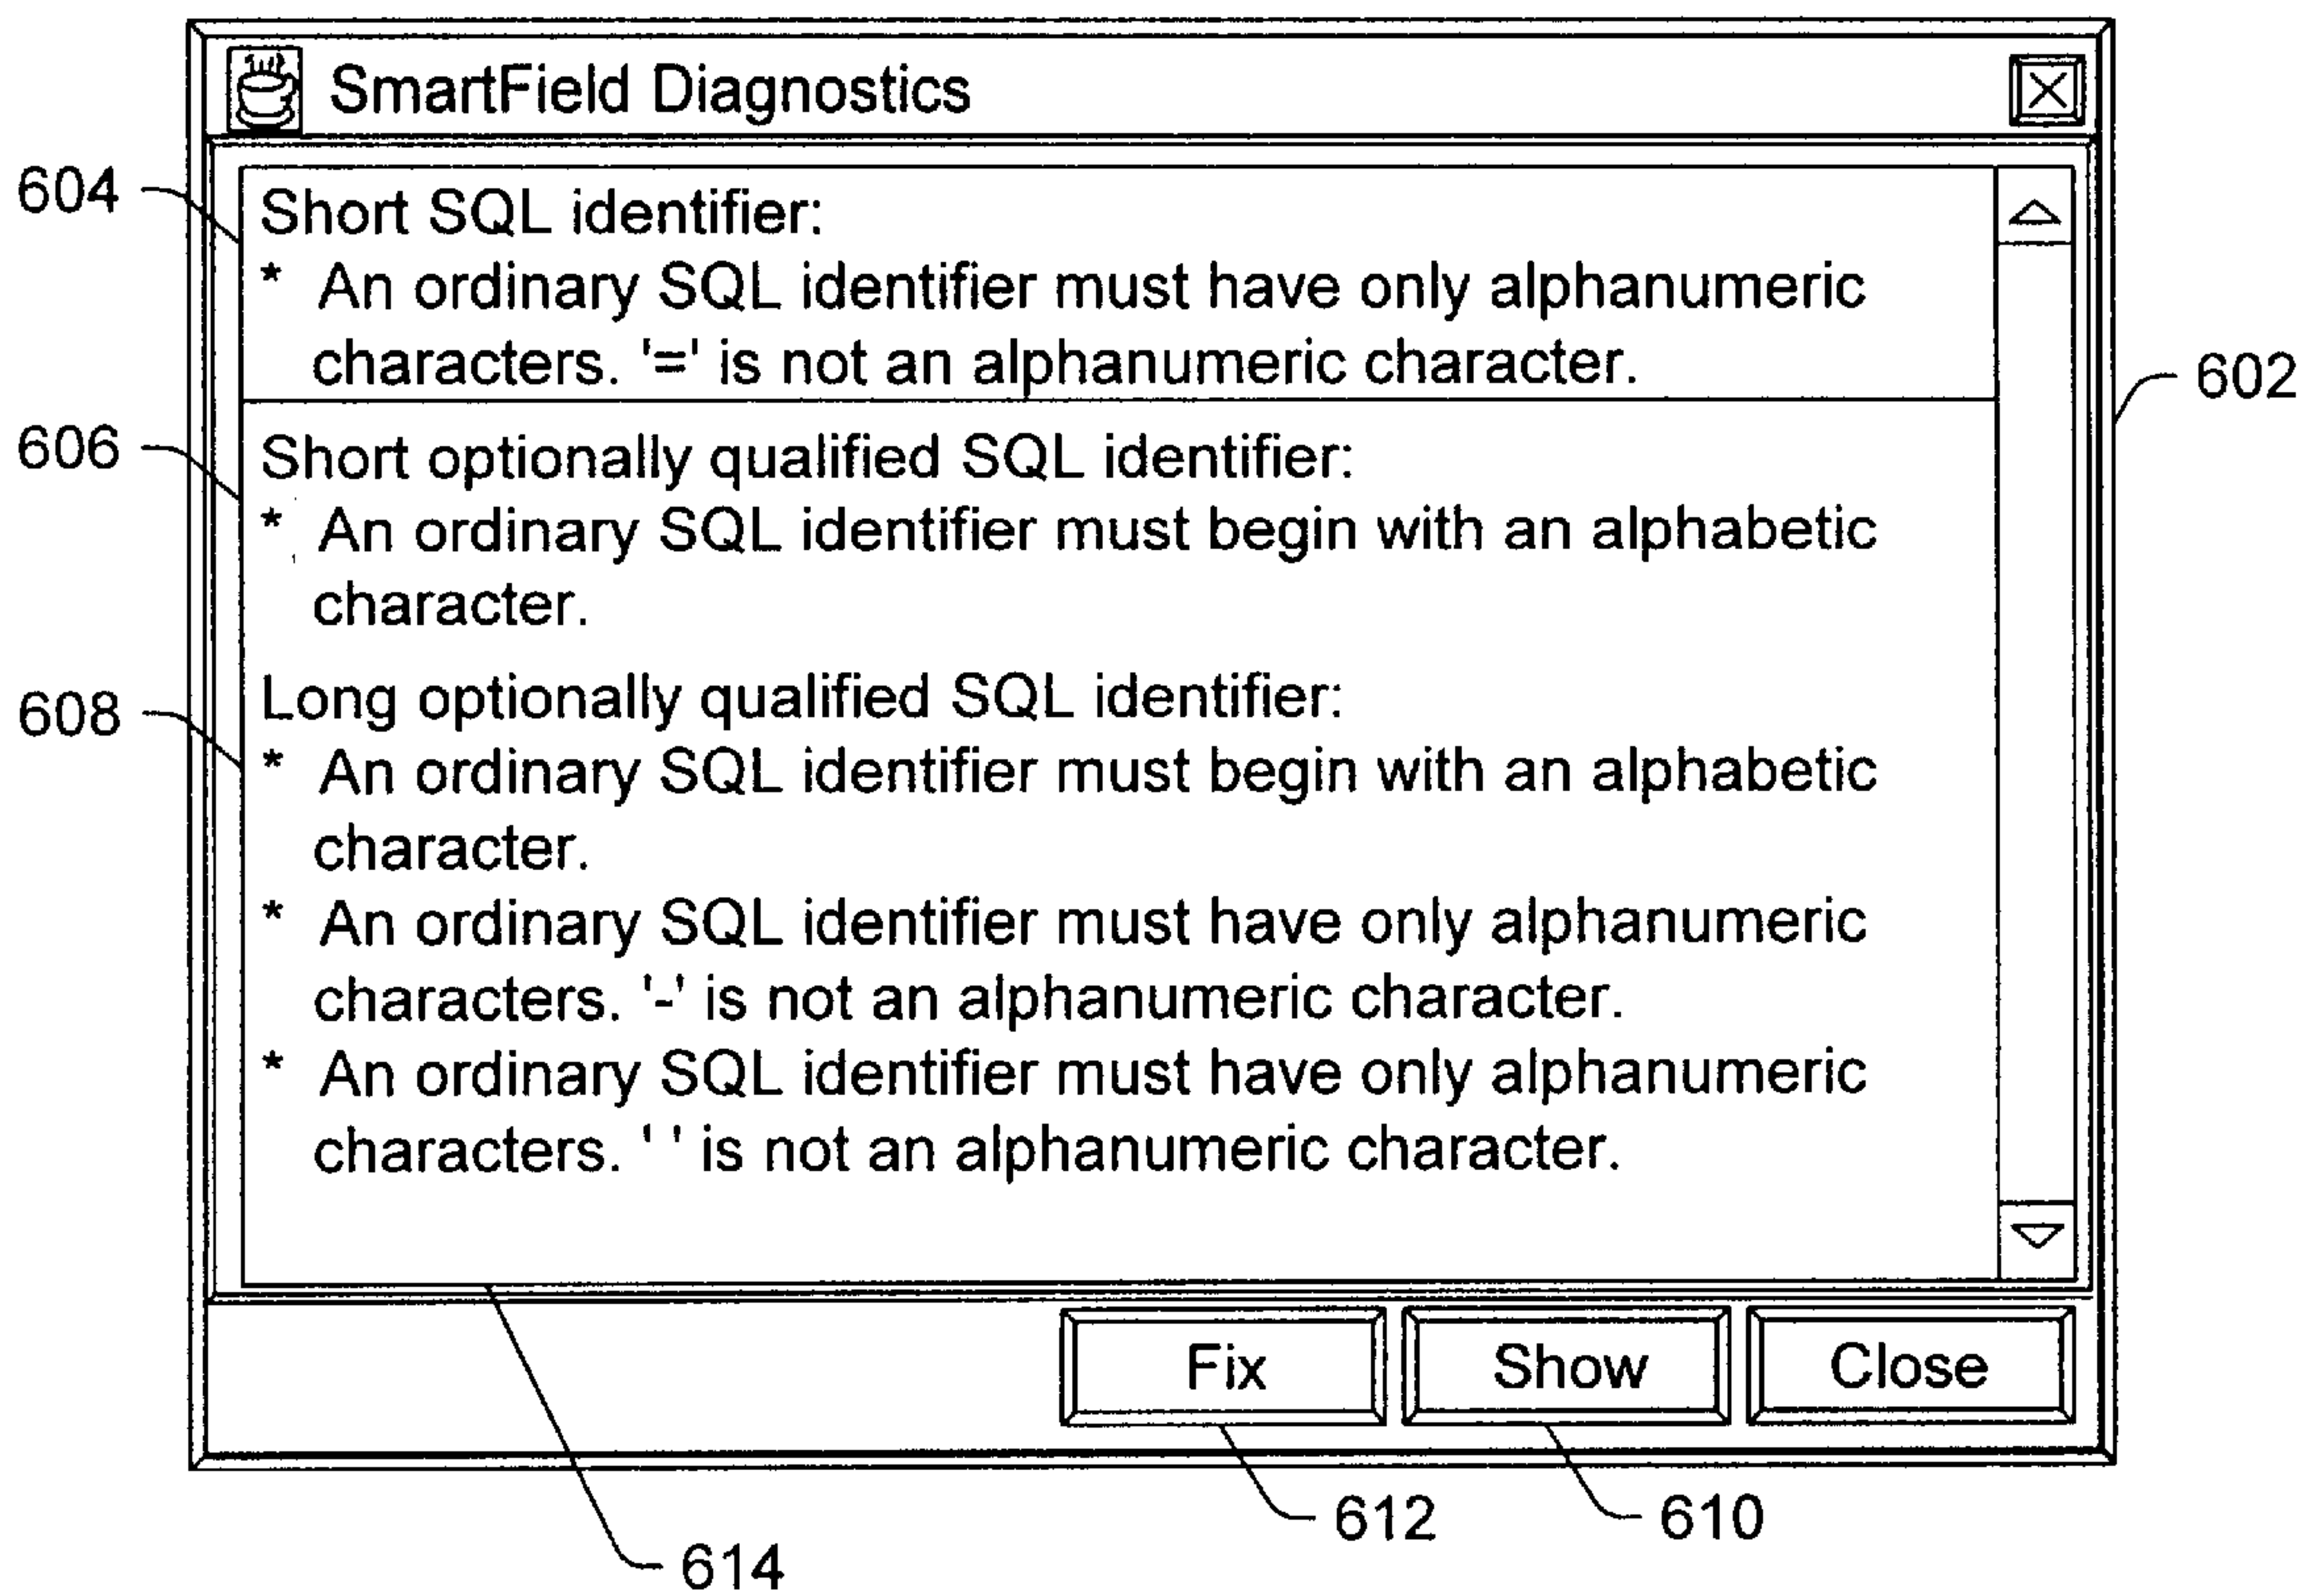 SmartField Diagnostics
604
Short SQL identifier:
* An ordinary SQL identifier must have only alphanumeric
characters. '=' is not an alphanumeric character.
602
606
Short optionally qualified SQL identifier:
* An ordinary SQL identifier must begin with an alphabetic
character.
608
Long optionally qualified SQL identifier:
* An ordinary SQL identifier must begin with an alphabetic
character.
* An ordinary SQL identifier must have only alphanumeric
characters. '-' is not an alphanumeric character.
* An ordinary SQL identifier must have only alphanumeric
characters. ' ' is not an alphanumeric character.
Fix Show Close
612 610
614